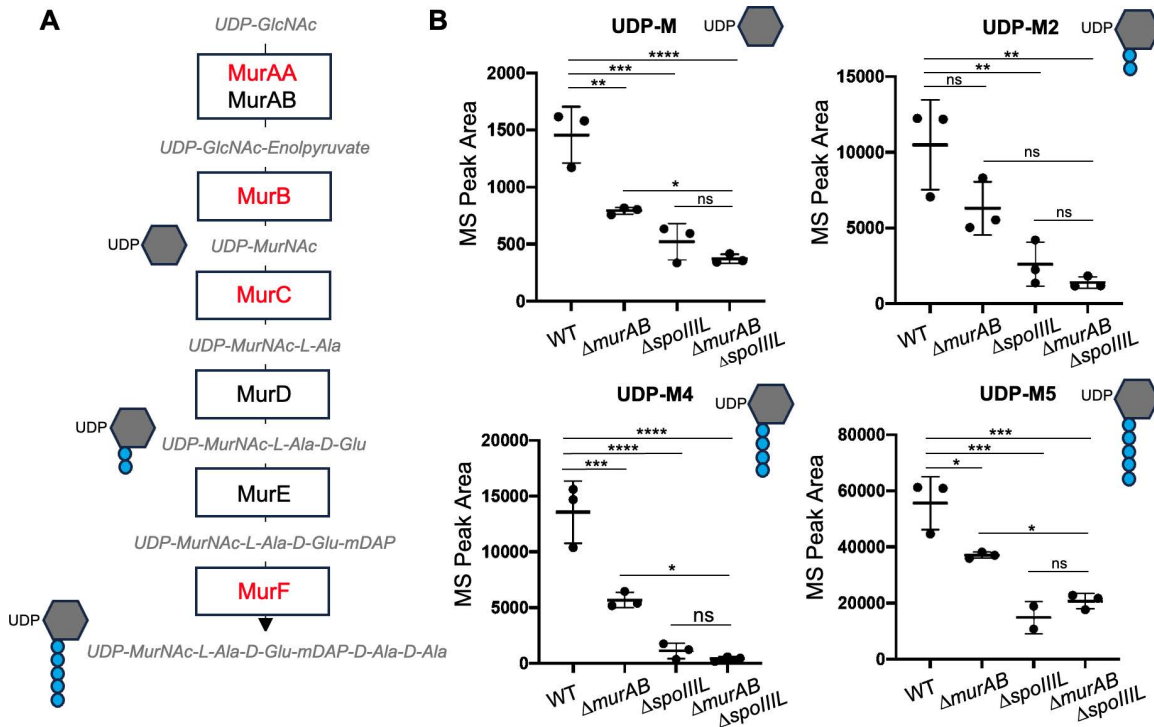 A
UDP-GlcNAc
MurAA
MurAB
UDP-GlcNAc-Enolpyruvate
MurB
UDP
UDP-MurNAc
MurC
UDP-MurNAc-L-Ala
MurD
UDP
UDP-MurNAc-L-Ala-D-Glu
MurE
UDP-MurNAc-L-Ala-D-Glu-mDAP
MurF
UDP
UDP-MurNAc-L-Ala-D-Glu-mDAP-D-Ala-D-Ala
B
UDP-M
UDP
****
***
**
*
ns
MS Peak Area
2000
1500
1000
500
0
WT
ΔmurAB
ΔspoIIIL
ΔmurAB
ΔspoIIIL
UDP-M2
UDP
**
**
ns
ns
ns
MS Peak Area
15000
10000
5000
0
WT
ΔmurAB
ΔspoIIIL
ΔmurAB
ΔspoIIIL
UDP-M4
UDP
****
****
***
*
ns
MS Peak Area
20000
15000
10000
5000
0
WT
ΔmurAB
ΔspoIIIL
ΔmurAB
ΔspoIIIL
UDP-M5
UDP
***
***
*
*
ns
MS Peak Area
80000
60000
40000
20000
0
WT
ΔmurAB
ΔspoIIIL
ΔmurAB
ΔspoIIIL